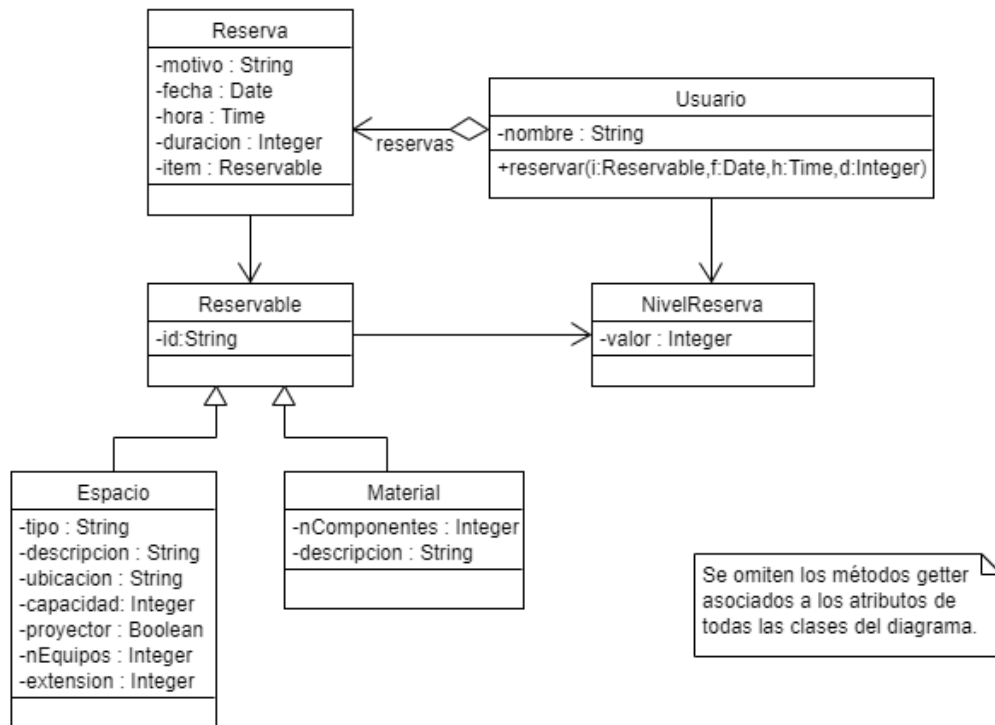 Reserva
-motivo : String
-fecha : Date
-hora : Time
-duracion : Integer
-item : Reservable
reservas
Usuario
-nombre : String
+reservar(i:Reservable,f:Date,h:Time,d:Integer)
Reservable
-id:String
NivelReserva
-valor : Integer
Espacio
-tipo : String
-descripcion : String
-ubicacion : String
-capacidad: Integer
-proyector : Boolean
-nEquipos : Integer
-extension : Integer
Material
-nComponentes : Integer
-descripcion : String
Se omiten los métodos getter
asociados a los atributos de
todas las clases del diagrama.